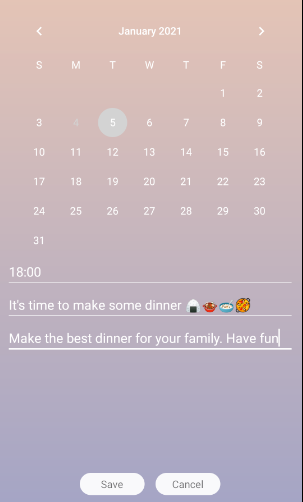 January 2021
S M T W T F S
1 2
3 4 5 6 7 8 9
10 11 12 13 14 15 16
17 18 19 20 21 22 23
24 25 26 27 28 29 30
31
18:00
It's time to make some dinner 🍙🍲🍜🥘
Make the best dinner for your family. Have fun
Save Cancel